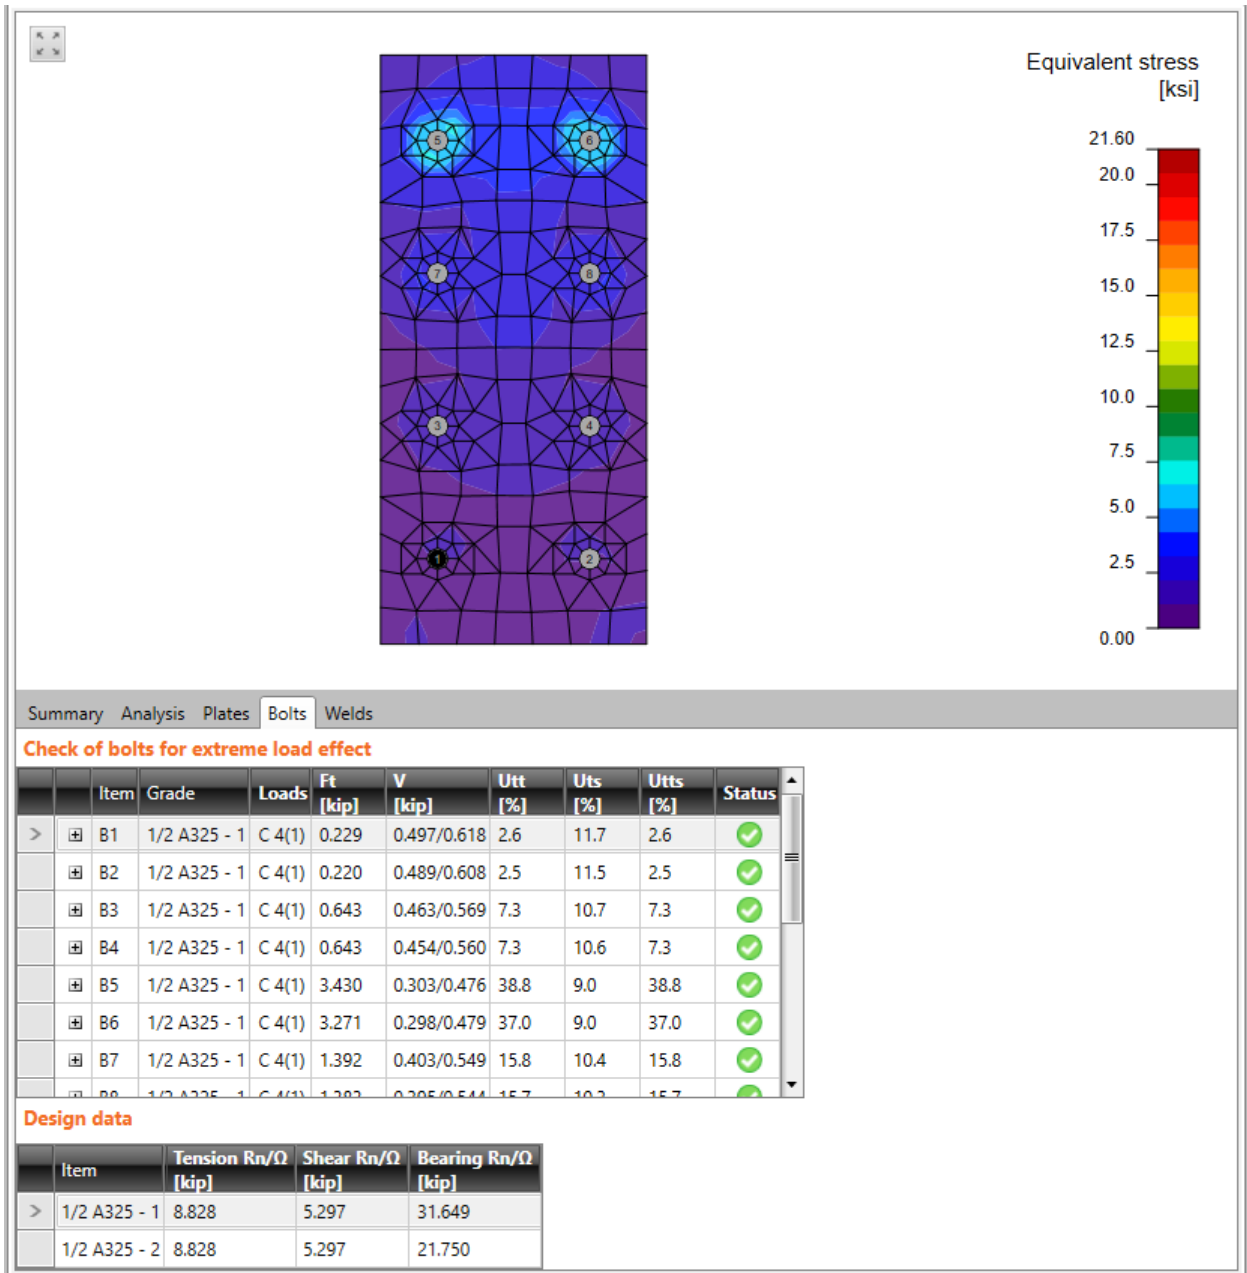 Equivalent stress
[ksi]
21.60
20.0
17.5
15.0
12.5
10.0
7.5
5.0
2.5
0.00
5 6
7 8
3 4
1 2
Summary Analysis Plates Bolts Welds
Check of bolts for extreme load effect
Item Grade Loads Ft [kip] V [kip] Utt [%] Uts [%] Utts [%] Status
B1 1/2 A325 - 1 C 4(1) 0.229 0.497/0.618 2.6 11.7 2.6
B2 1/2 A325 - 1 C 4(1) 0.220 0.489/0.608 2.5 11.5 2.5
B3 1/2 A325 - 1 C 4(1) 0.643 0.463/0.569 7.3 10.7 7.3
B4 1/2 A325 - 1 C 4(1) 0.643 0.454/0.560 7.3 10.6 7.3
B5 1/2 A325 - 1 C 4(1) 3.430 0.303/0.476 38.8 9.0 38.8
B6 1/2 A325 - 1 C 4(1) 3.271 0.298/0.479 37.0 9.0 37.0
B7 1/2 A325 - 1 C 4(1) 1.392 0.403/0.549 15.8 10.4 15.8
B8 1/2 A325 - 1 C 4(1)
Design data
Item Tension Rn/Ω [kip] Shear Rn/Ω [kip] Bearing Rn/Ω [kip]
1/2 A325 - 1 8.828 5.297 31.649
1/2 A325 - 2 8.828 5.297 21.750